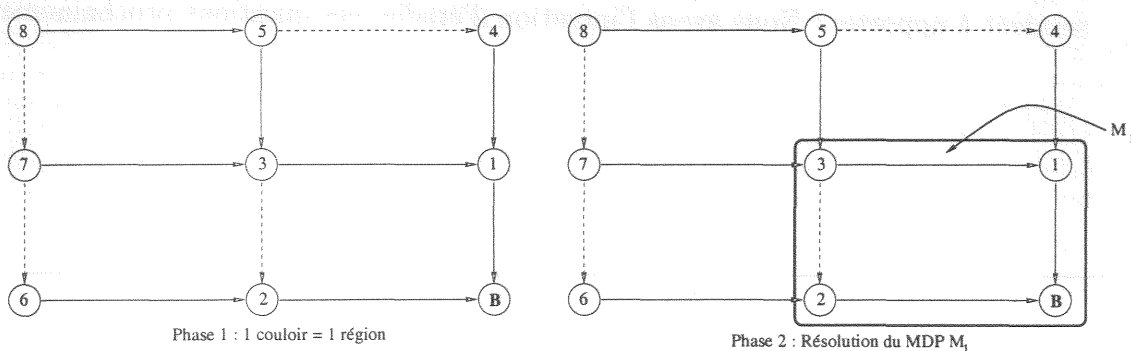 8 5 4 8 5 4
M
7 3 1 7 3 1
6 2 B 6 2 B
Phase 1 : 1 couloir = 1 région
Phase 2 : Résolution du MDP M₁